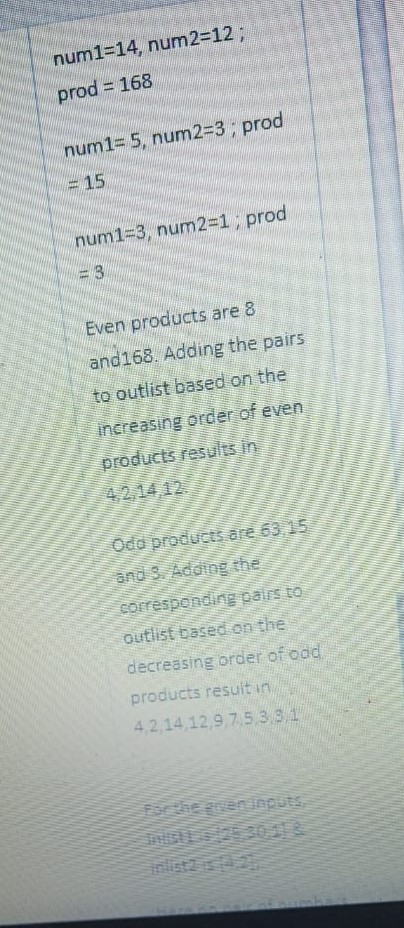 num1=14, num2=12 ;
prod = 168
num1= 5, num2=3 ; prod
= 15
num1=3, num2=1 ; prod
= 3
Even products are 8
and168. Adding the pairs
to outlist based on the
increasing order of even
products results in
4,2,14,12.
Odd products are 63,15
and 3. Adding the
corresponding pairs to
outlist based on the
decreasing order of odd
products result in
4,2,14,12,9,7,5,3,3,1
For the given inputs,
inlist1 is [25,30,1] &
inlist2 is [4,2],